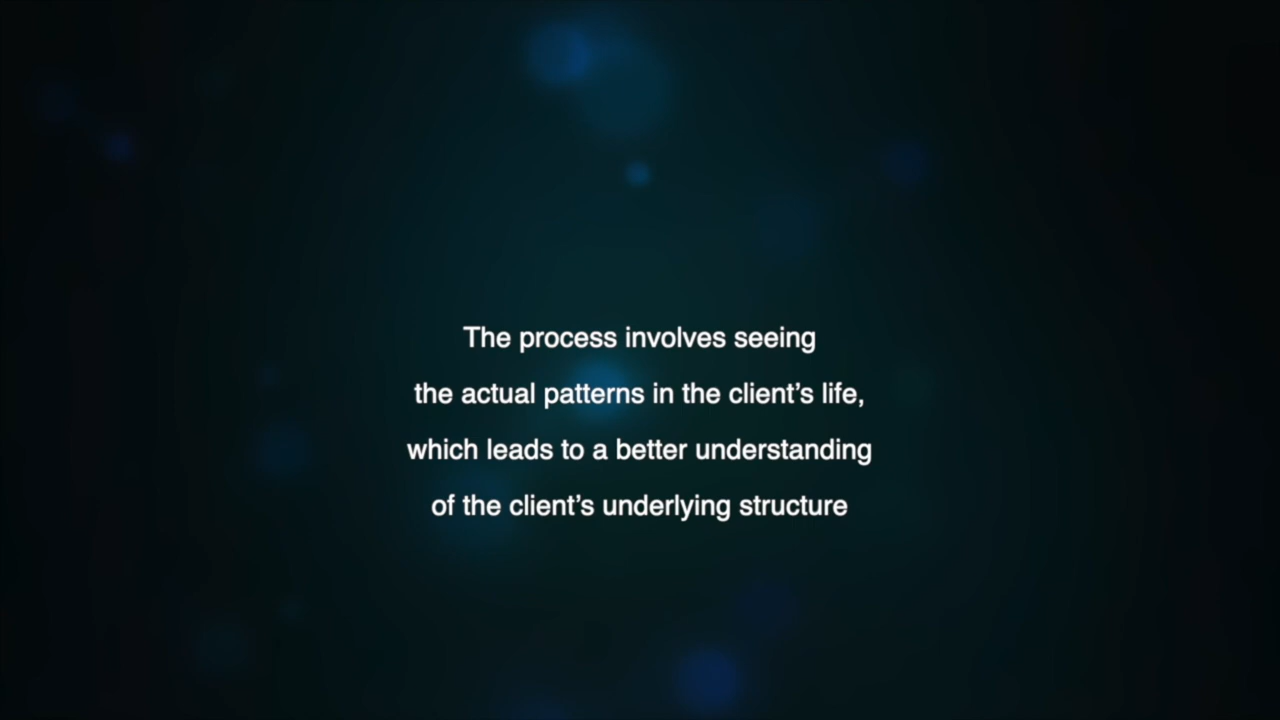 The process involves seeing
the actual patterns in the client’s life,
which leads to a better understanding
of the client’s underlying structure